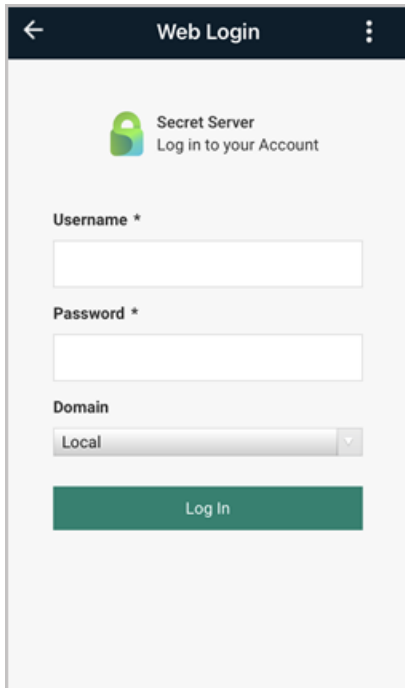 Web Login
Secret Server
Log in to your Account
Username *
Password *
Domain
Local
Log In